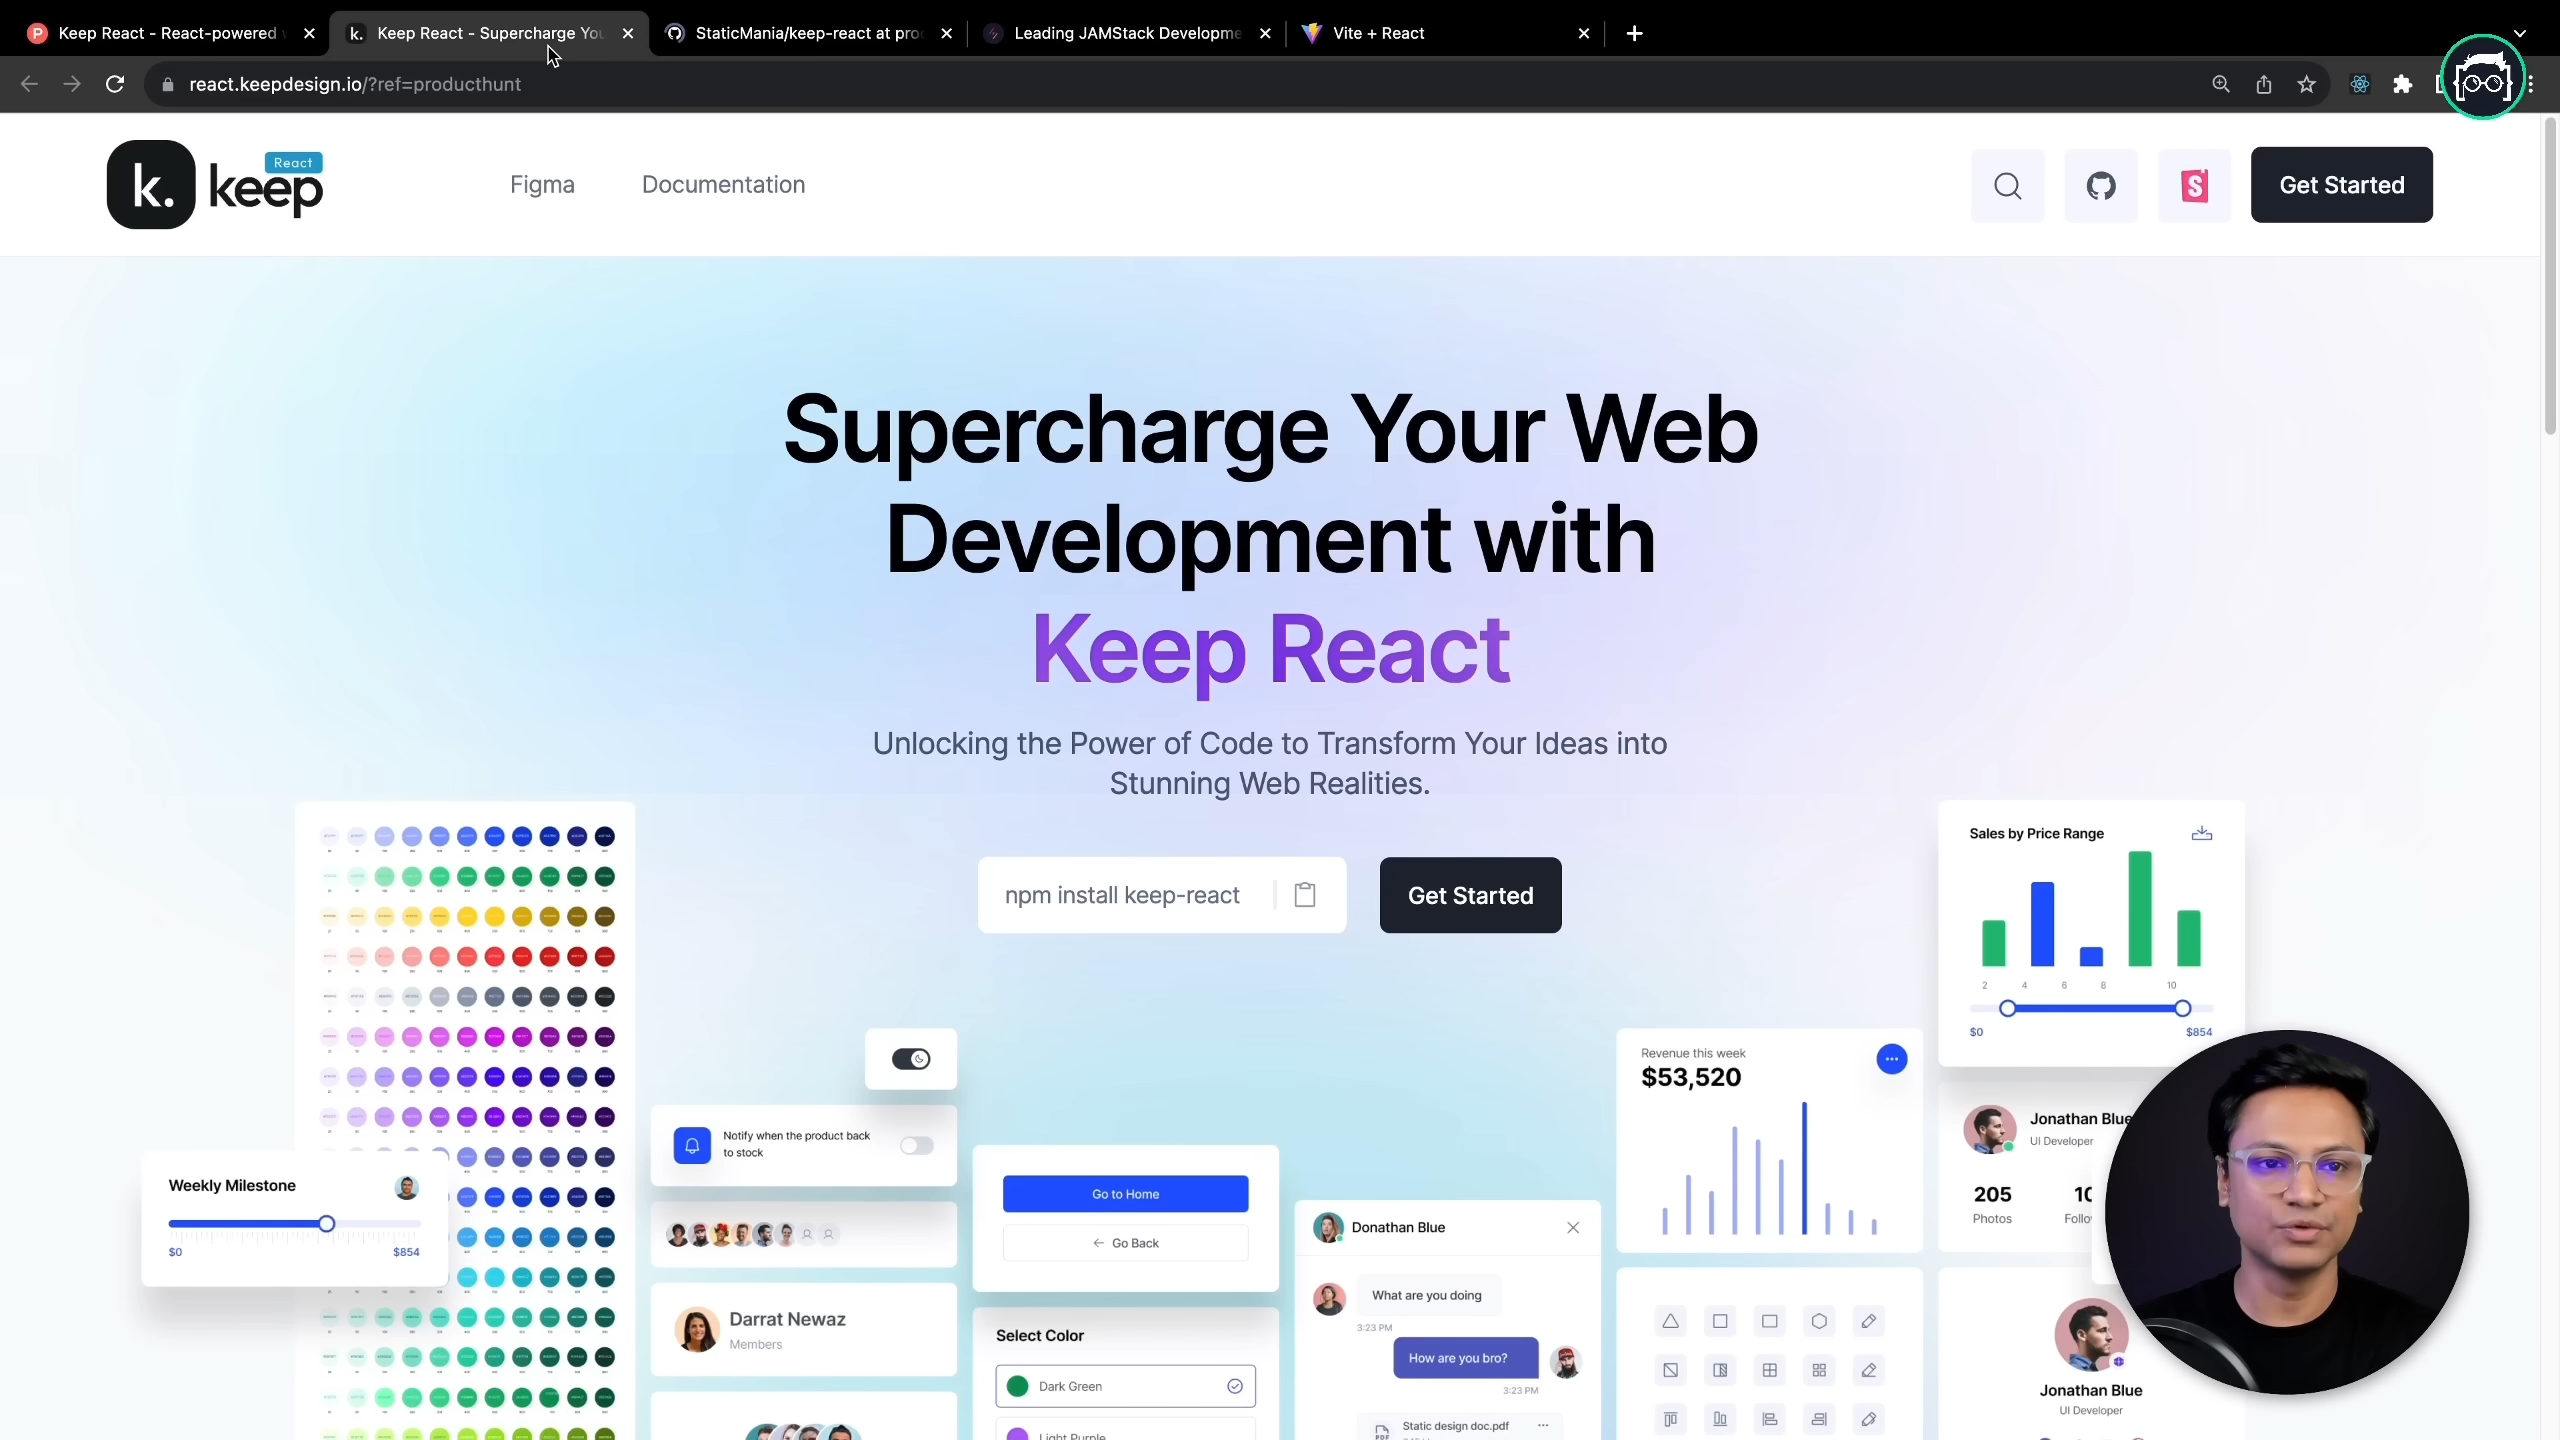 Keep React - React-powered
Keep React - Supercharge You
StaticMania/keep-react at pro
Leading JAMStack Developme
Vite + React
react.keepdesign.io/?ref=producthunt
k.
keep
React
Figma
Documentation
S
Get Started
Supercharge Your Web
Development with
Keep React
Unlocking the Power of Code to Transform Your Ideas into
Stunning Web Realities.
npm install keep-react
Get Started
Sales by Price Range
2 4 6 8 10
$0 $854
Weekly Milestone
$0 $854
Notify when the product back
to stock
Darrat Newaz
Members
Go to Home
Go Back
Select Color
Dark Green
Light Purple
Donathan Blue
What are you doing
3:23 PM
How are you bro?
3:23 PM
Static design doc.pdf
Revenue this week
$53,520
Jonathan Blue
UI Developer
205
Photos
Jonathan Blue
UI Developer